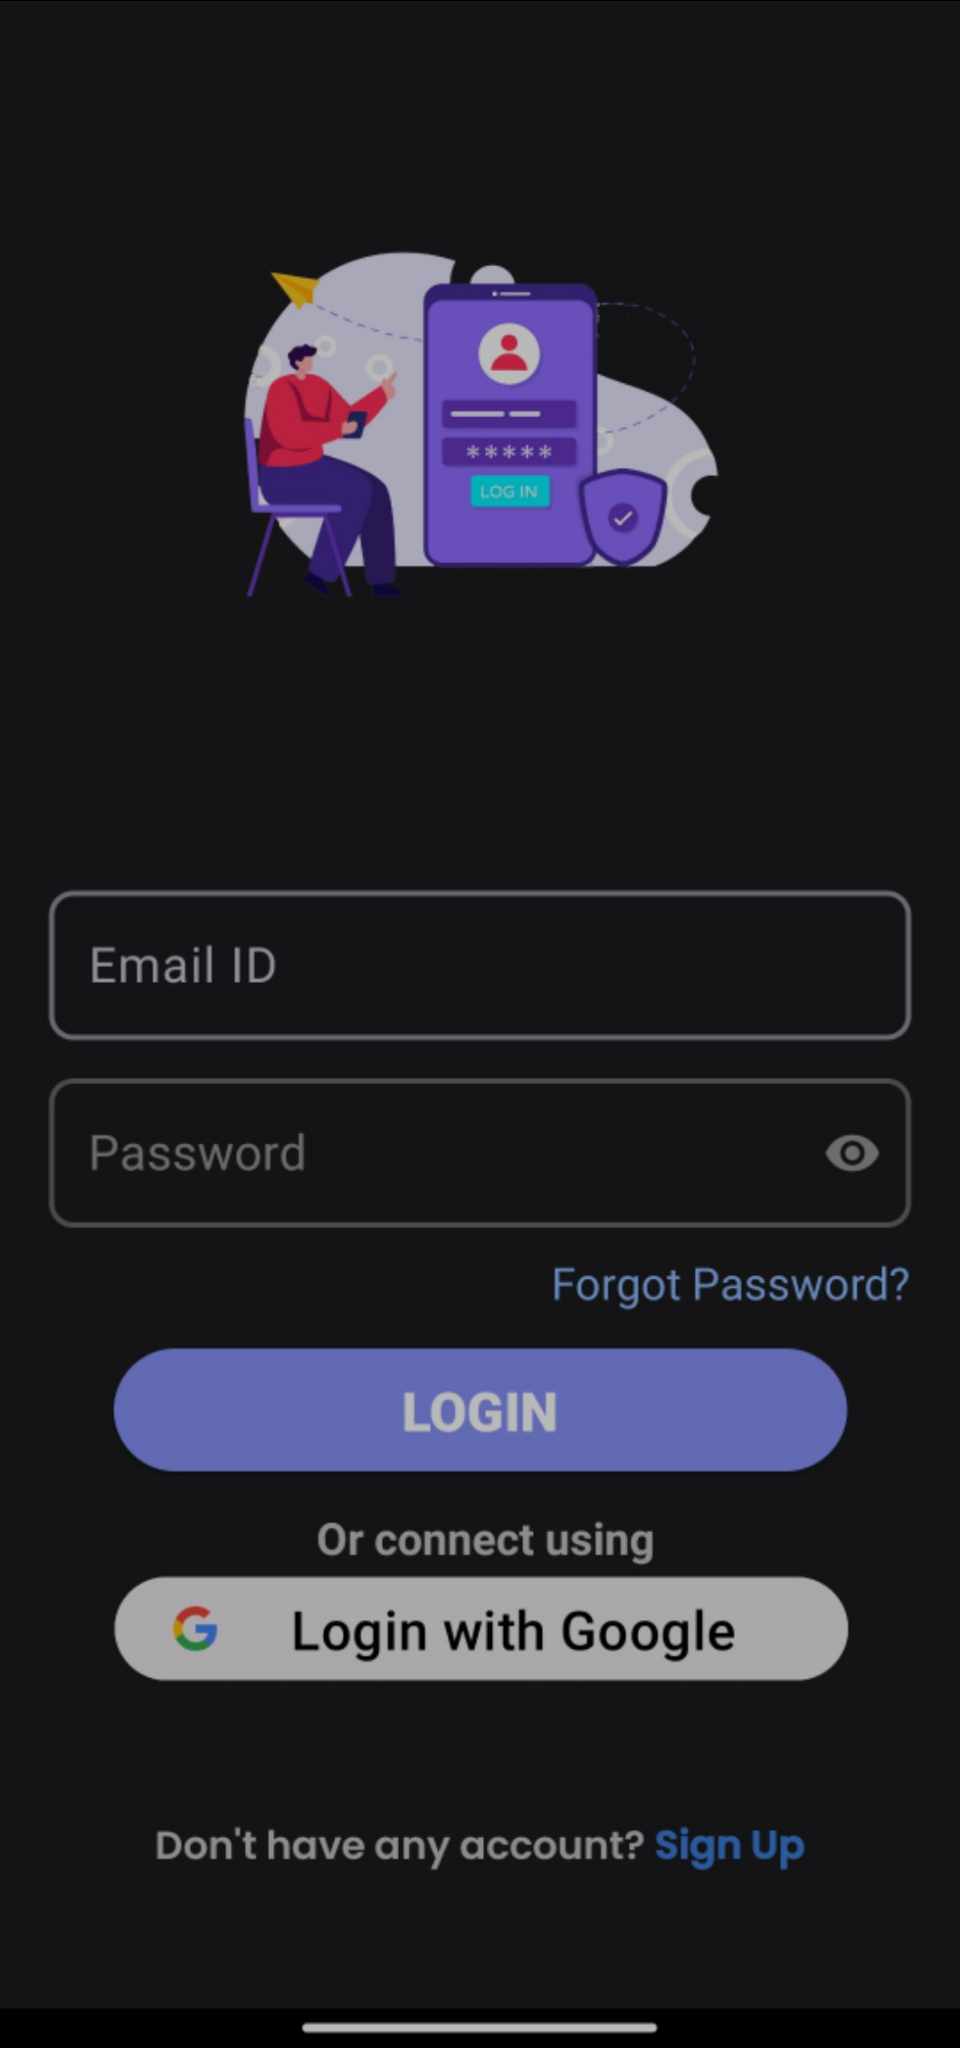 *****
LOG IN
Email ID
Password
Forgot Password?
LOGIN
Or connect using
Login with Google
Don't have any account? Sign Up